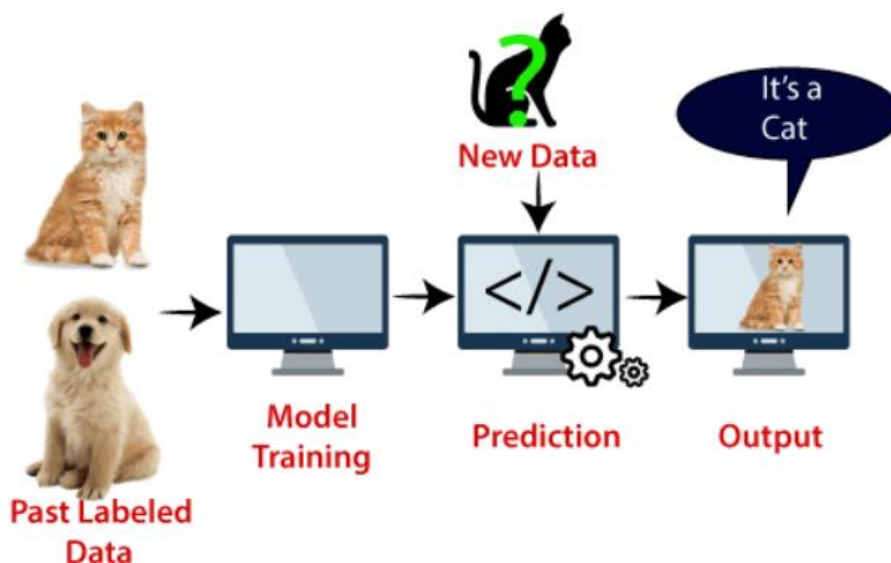 ?
New Data
It's a
Cat
</>
Model
Training
Prediction
Output
Past Labeled
Data